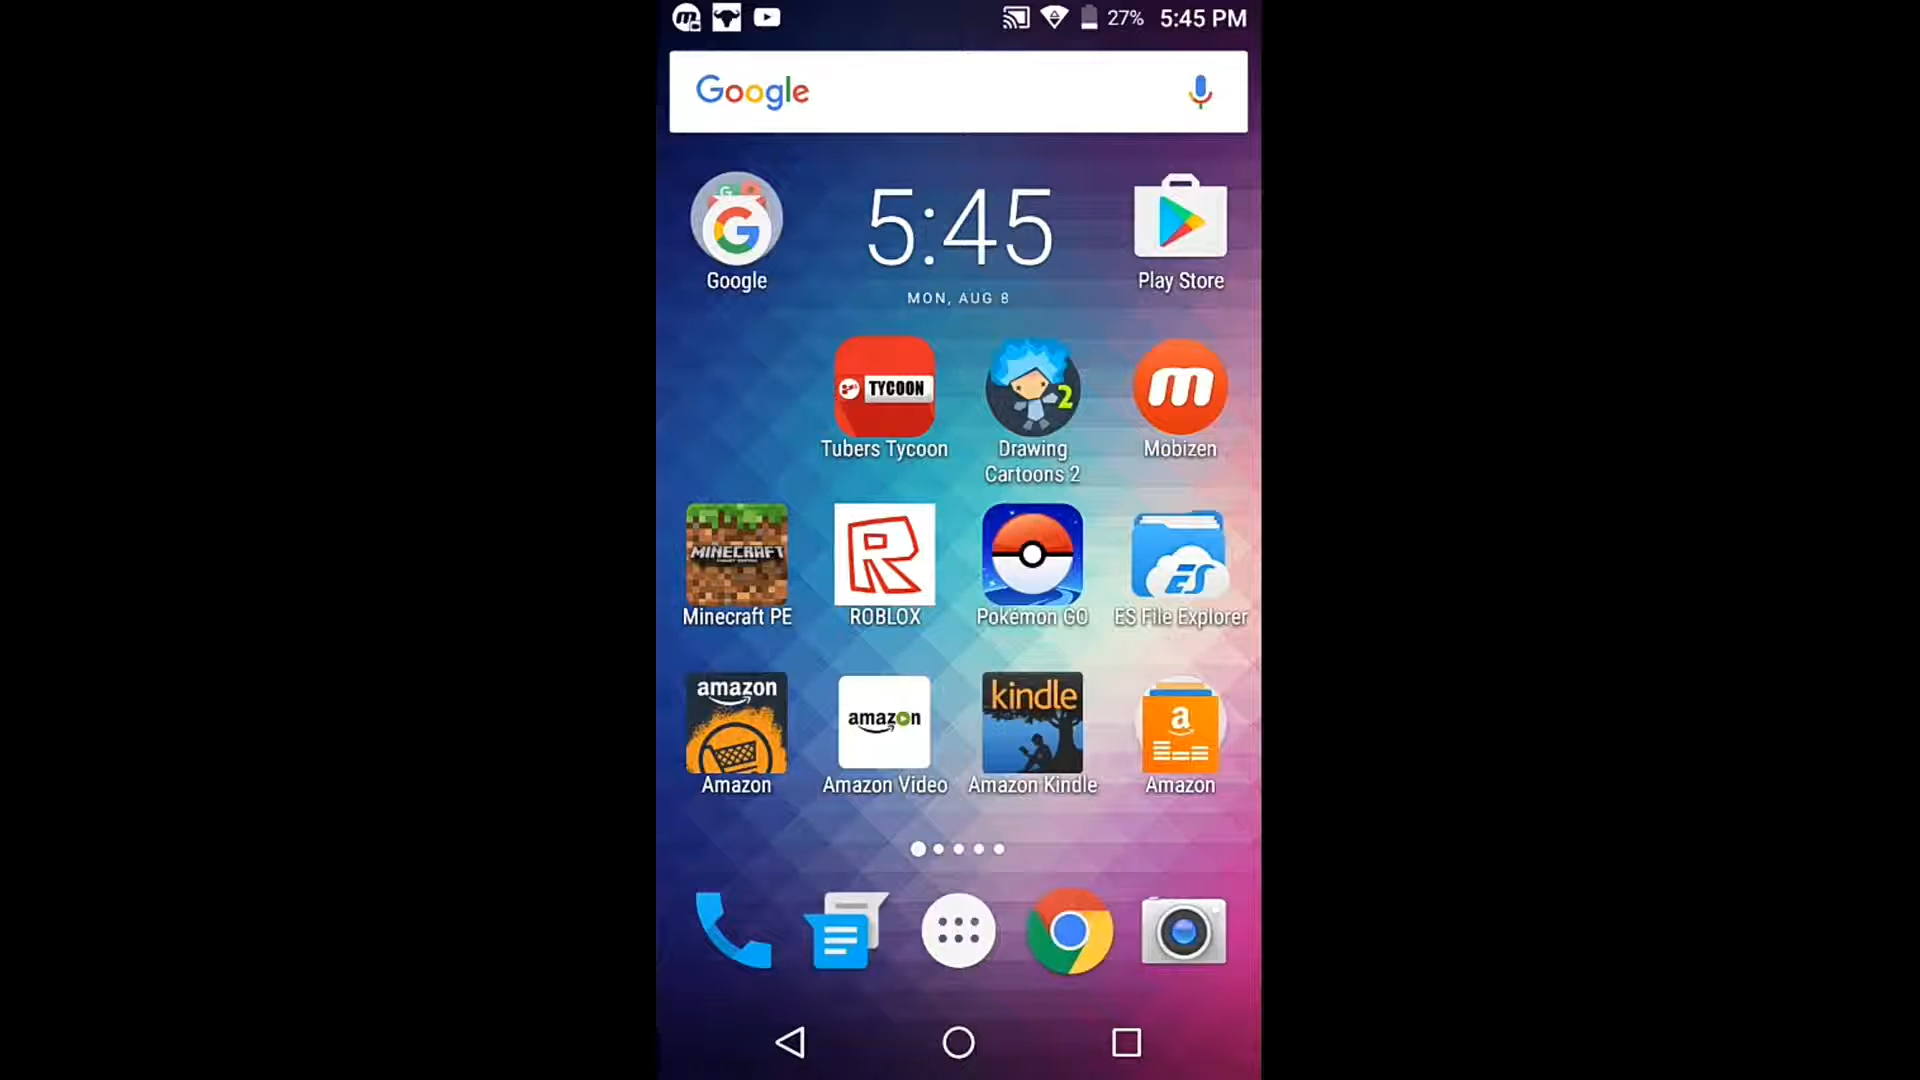 27% 5:45 PM
Google
5:45
MON, AUG 8
Google
Play Store
TYCOON
2
m
Tubers Tycoon
Drawing
Cartoons 2
Mobizen
MINECRAFT
R
ES
Minecraft PE
ROBLOX
Pokémon GO
ES File Explorer
amazon
amazon
kindle
a
Amazon
Amazon Video
Amazon Kindle
Amazon